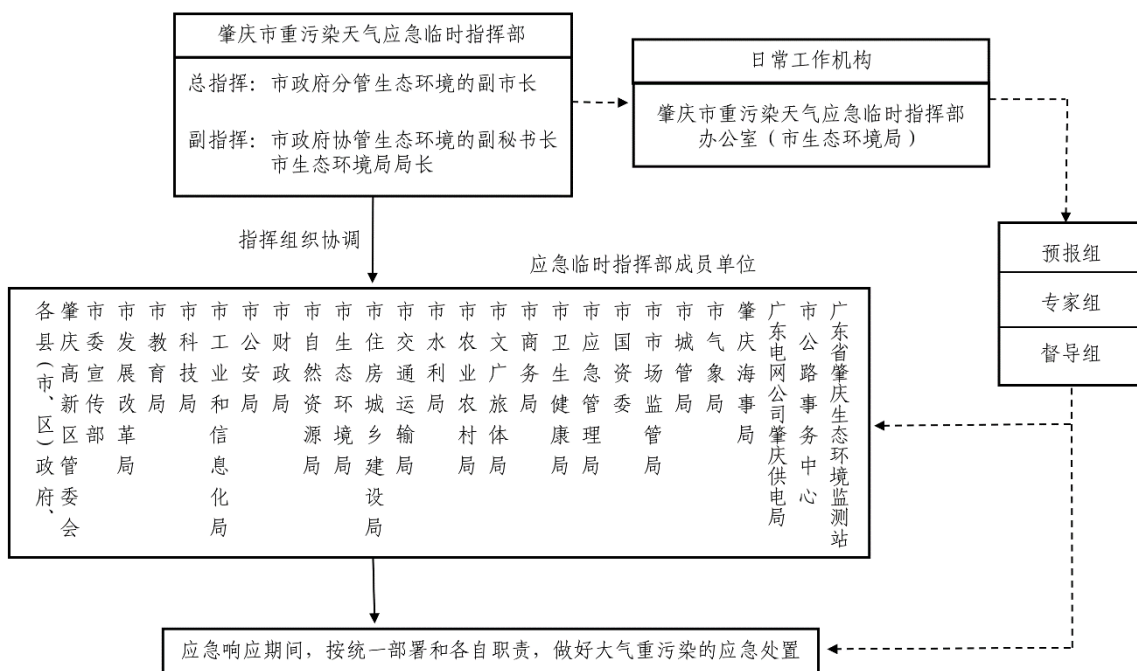 肇庆市重污染天气应急临时指挥部
总指挥：市政府分管生态环境的副市长
副指挥：市政府协管生态环境的副秘书长
市生态环境局局长
日常工作机构
肇庆市重污染天气应急临时指挥部
办公室（市生态环境局）
指挥组织协调
应急临时指挥部成员单位
预报组
专家组
督导组
各县(市、区)政府、
肇庆高新区管委会
市委宣传部
市发展改革局
市教育局
市科技局
市工业和信息化局
市公安局
市财政局
市自然资源局
市生态环境局
市住房城乡建设局
市交通运输局
市水利局
市农业农村局
市文广旅体局
市商务局
市卫生健康局
市应急管理局
市国资委
市市场监管局
市城管局
市气象局
肇庆海事局
广东电网公司肇庆供电局
市公路事务中心
广东省肇庆生态环境监测站
应急响应期间，按统一部署和各自职责，做好大气重污染的应急处置